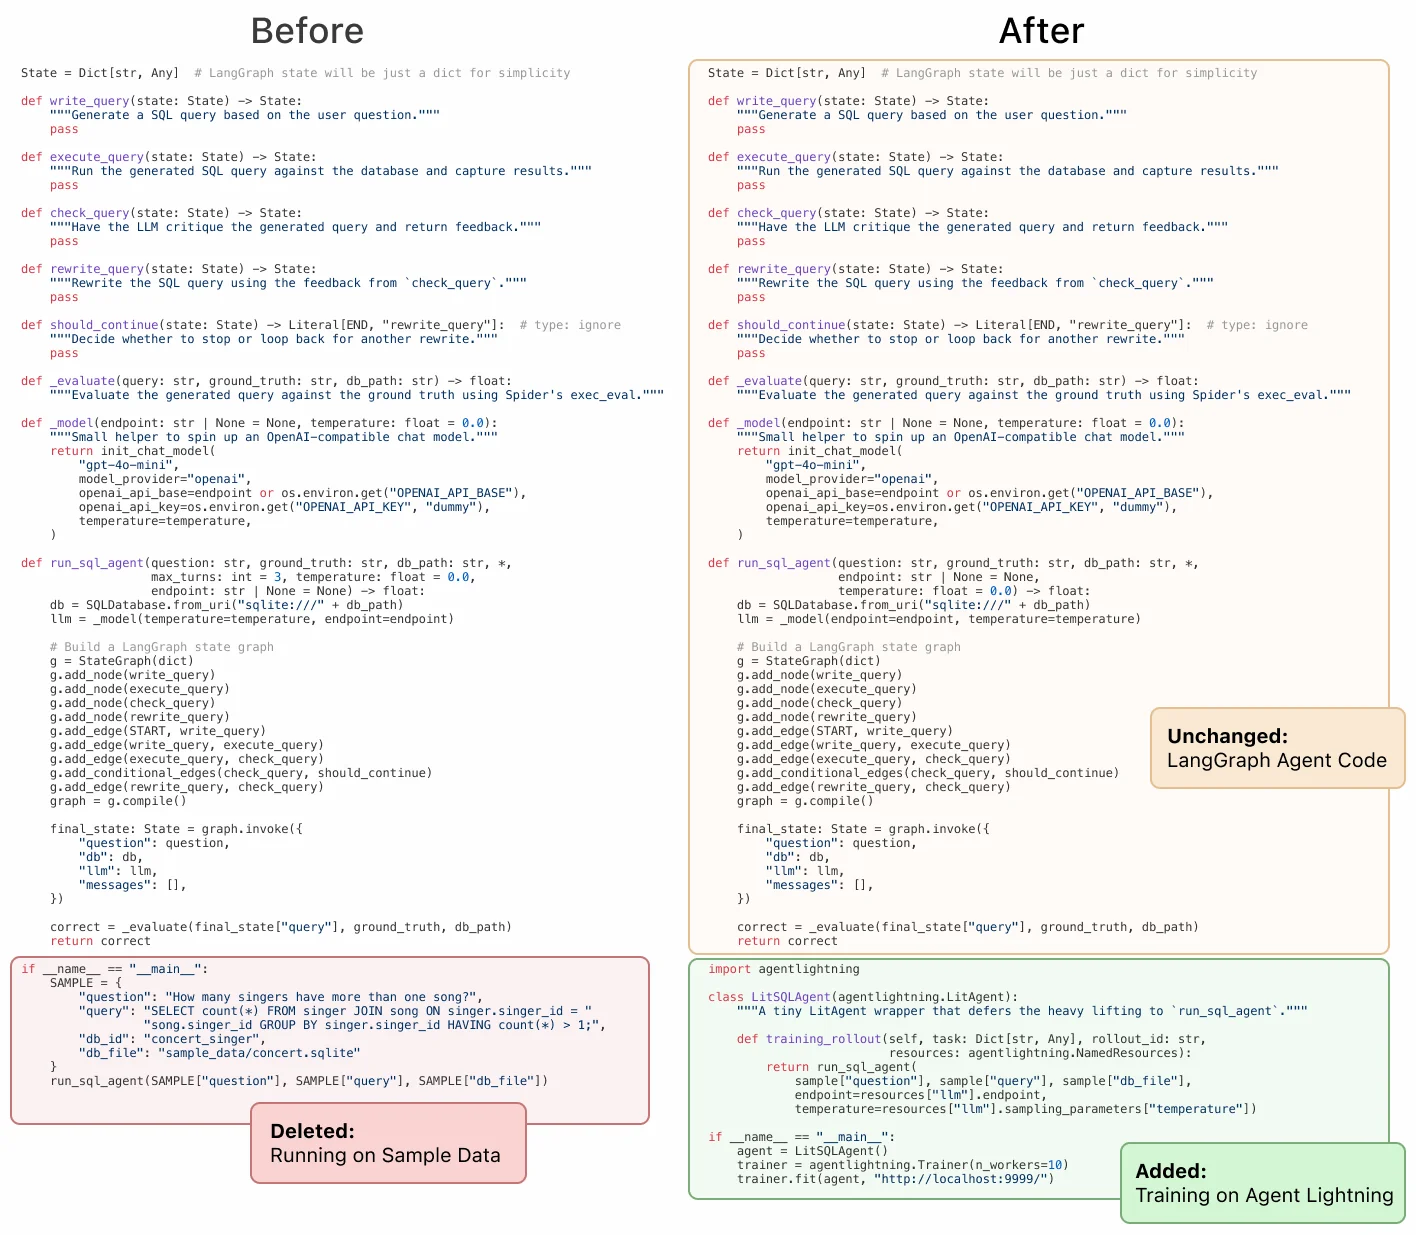 Before
State = Dict[str, Any]  # LangGraph state will be just a dict for simplicity
def write_query(state: State) -> State:
    """Generate a SQL query based on the user question."""
    pass
def execute_query(state: State) -> State:
    """Run the generated SQL query against the database and capture results."""
    pass
def check_query(state: State) -> State:
    """Have the LLM critique the generated query and return feedback."""
    pass
def rewrite_query(state: State) -> State:
    """Rewrite the SQL query using the feedback from `check_query`."""
    pass
def should_continue(state: State) -> Literal[END, "rewrite_query"]:  # type: ignore
    """Decide whether to stop or loop back for another rewrite."""
    pass
def _evaluate(query: str, ground_truth: str, db_path: str) -> float:
    """Evaluate the generated query against the ground truth using Spider's exec_eval."""
def _model(endpoint: str | None = None, temperature: float = 0.0):
    """Small helper to spin up an OpenAI-compatible chat model."""
    return init_chat_model(
        "gpt-4o-mini",
        model_provider="openai",
        openai_api_base=endpoint or os.environ.get("OPENAI_API_BASE"),
        openai_api_key=os.environ.get("OPENAI_API_KEY", "dummy"),
        temperature=temperature,
    )
def run_sql_agent(question: str, ground_truth: str, db_path: str, *,
                  max_turns: int = 3, temperature: float = 0.0,
                  endpoint: str | None = None) -> float:
    db = SQLDatabase.from_uri("sqlite:///" + db_path)
    llm = _model(temperature=temperature, endpoint=endpoint)
    # Build a LangGraph state graph
    g = StateGraph(dict)
    g.add_node(write_query)
    g.add_node(execute_query)
    g.add_node(check_query)
    g.add_node(rewrite_query)
    g.add_edge(START, write_query)
    g.add_edge(write_query, execute_query)
    g.add_edge(execute_query, check_query)
    g.add_conditional_edges(check_query, should_continue)
    g.add_edge(rewrite_query, check_query)
    graph = g.compile()
    final_state: State = graph.invoke({
        "question": question,
        "db": db,
        "llm": llm,
        "messages": [],
    })
    correct = _evaluate(final_state["query"], ground_truth, db_path)
    return correct
if __name__ == "__main__":
    SAMPLE = {
        "question": "How many singers have more than one song?",
        "query": "SELECT count(*) FROM singer JOIN song ON singer.singer_id = "
                 "song.singer_id GROUP BY singer.singer_id HAVING count(*) > 1;",
        "db_id": "concert_singer",
        "db_file": "sample_data/concert.sqlite"
    }
    run_sql_agent(SAMPLE["question"], SAMPLE["query"], SAMPLE["db_file"])
Deleted:
Running on Sample Data
After
State = Dict[str, Any]  # LangGraph state will be just a dict for simplicity
def write_query(state: State) -> State:
    """Generate a SQL query based on the user question."""
    pass
def execute_query(state: State) -> State:
    """Run the generated SQL query against the database and capture results."""
    pass
def check_query(state: State) -> State:
    """Have the LLM critique the generated query and return feedback."""
    pass
def rewrite_query(state: State) -> State:
    """Rewrite the SQL query using the feedback from `check_query`."""
    pass
def should_continue(state: State) -> Literal[END, "rewrite_query"]:  # type: ignore
    """Decide whether to stop or loop back for another rewrite."""
    pass
def _evaluate(query: str, ground_truth: str, db_path: str) -> float:
    """Evaluate the generated query against the ground truth using Spider's exec_eval."""
def _model(endpoint: str | None = None, temperature: float = 0.0):
    """Small helper to spin up an OpenAI-compatible chat model."""
    return init_chat_model(
        "gpt-4o-mini",
        model_provider="openai",
        openai_api_base=endpoint or os.environ.get("OPENAI_API_BASE"),
        openai_api_key=os.environ.get("OPENAI_API_KEY", "dummy"),
        temperature=temperature,
    )
def run_sql_agent(question: str, ground_truth: str, db_path: str, *,
                  endpoint: str | None = None,
                  temperature: float = 0.0) -> float:
    db = SQLDatabase.from_uri("sqlite:///" + db_path)
    llm = _model(endpoint=endpoint, temperature=temperature)
    # Build a LangGraph state graph
    g = StateGraph(dict)
    g.add_node(write_query)
    g.add_node(execute_query)
    g.add_node(check_query)
    g.add_node(rewrite_query)
    g.add_edge(START, write_query)
    g.add_edge(write_query, execute_query)
    g.add_edge(execute_query, check_query)
    g.add_conditional_edges(check_query, should_continue)
    g.add_edge(rewrite_query, check_query)
    graph = g.compile()
    final_state: State = graph.invoke({
        "question": question,
        "db": db,
        "llm": llm,
        "messages": [],
    })
    correct = _evaluate(final_state["query"], ground_truth, db_path)
    return correct
Unchanged:
LangGraph Agent Code
import agentlightning
class LitSQLAgent(agentlightning.LitAgent):
    """A tiny LitAgent wrapper that defers the heavy lifting to `run_sql_agent`."""
    def training_rollout(self, task: Dict[str, Any], rollout_id: str,
                         resources: agentlightning.NamedResources):
        return run_sql_agent(
            sample["question"], sample["query"], sample["db_file"],
            endpoint=resources["llm"].endpoint,
            temperature=resources["llm"].sampling_parameters["temperature"])
if __name__ == "__main__":
    agent = LitSQLAgent()
    trainer = agentlightning.Trainer(n_workers=10)
    trainer.fit(agent, "http://localhost:9999/")
Added:
Training on Agent Lightning